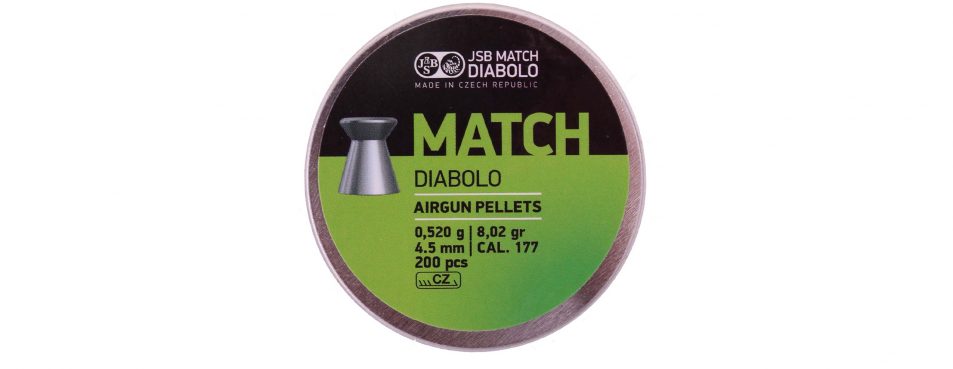 JSB
JSB MATCH
DIABOLO
MADE IN CZECH REPUBLIC
MATCH
DIABOLO
AIRGUN PELLETS
0,520 g | 8,02 gr
4.5 mm | CAL. 177
200 pcs
CZ